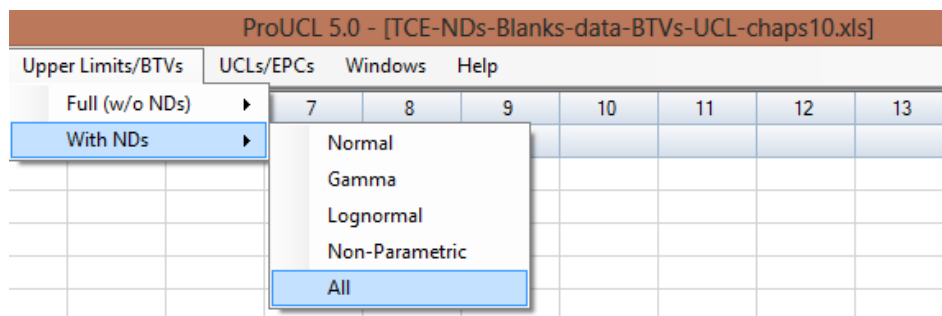 ProUCL 5.0 - [TCE-NDs-Blanks-data-BTVs-UCL-chaps10.xls]
Upper Limits/BTVs UCLs/EPCs Windows Help
Full (w/o NDs) 7 8 9 10 11 12 13
With NDs
Normal
Gamma
Lognormal
Non-Parametric
All